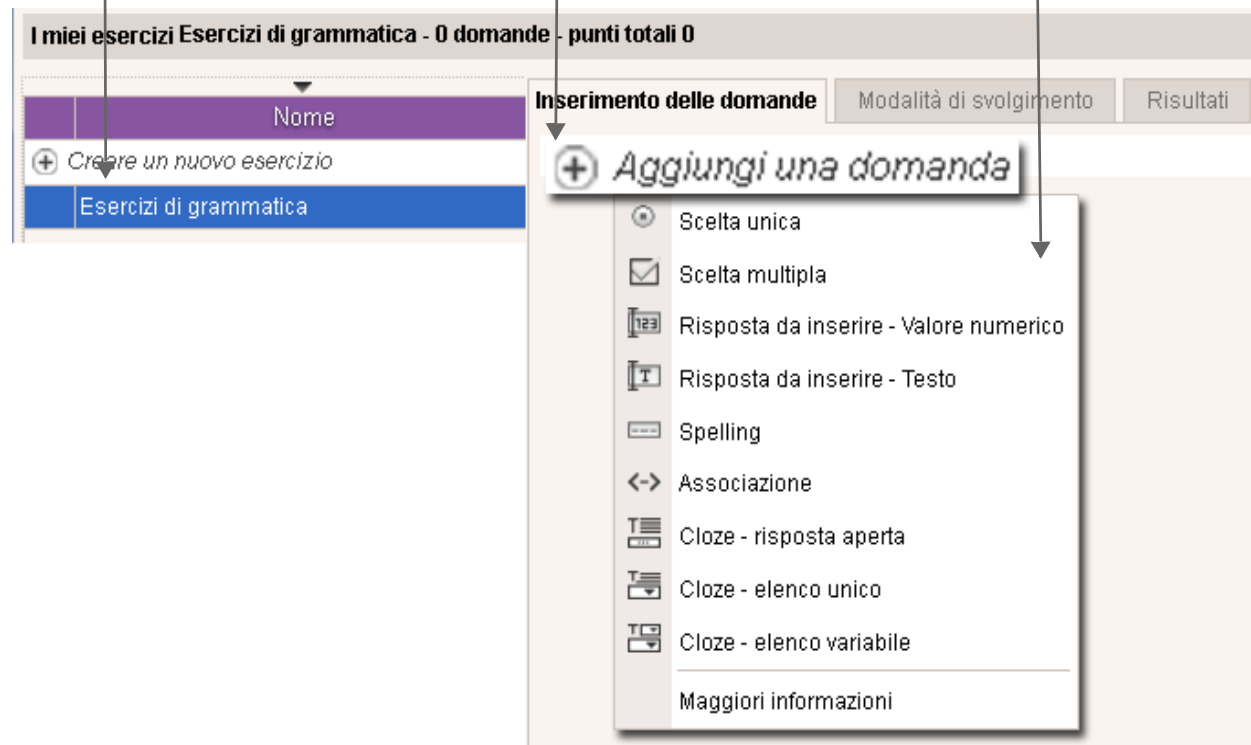 I miei esercizi Esercizi di grammatica - 0 domande - punti totali 0
Nome
Creare un nuovo esercizio
Esercizi di grammatica
Inserimento delle domande
Modalità di svolgimento
Risultati
Aggiungi una domanda
Scelta unica
Scelta multipla
Risposta da inserire - Valore numerico
Risposta da inserire - Testo
Spelling
Associazione
Cloze - risposta aperta
Cloze - elenco unico
Cloze - elenco variabile
Maggiori informazioni